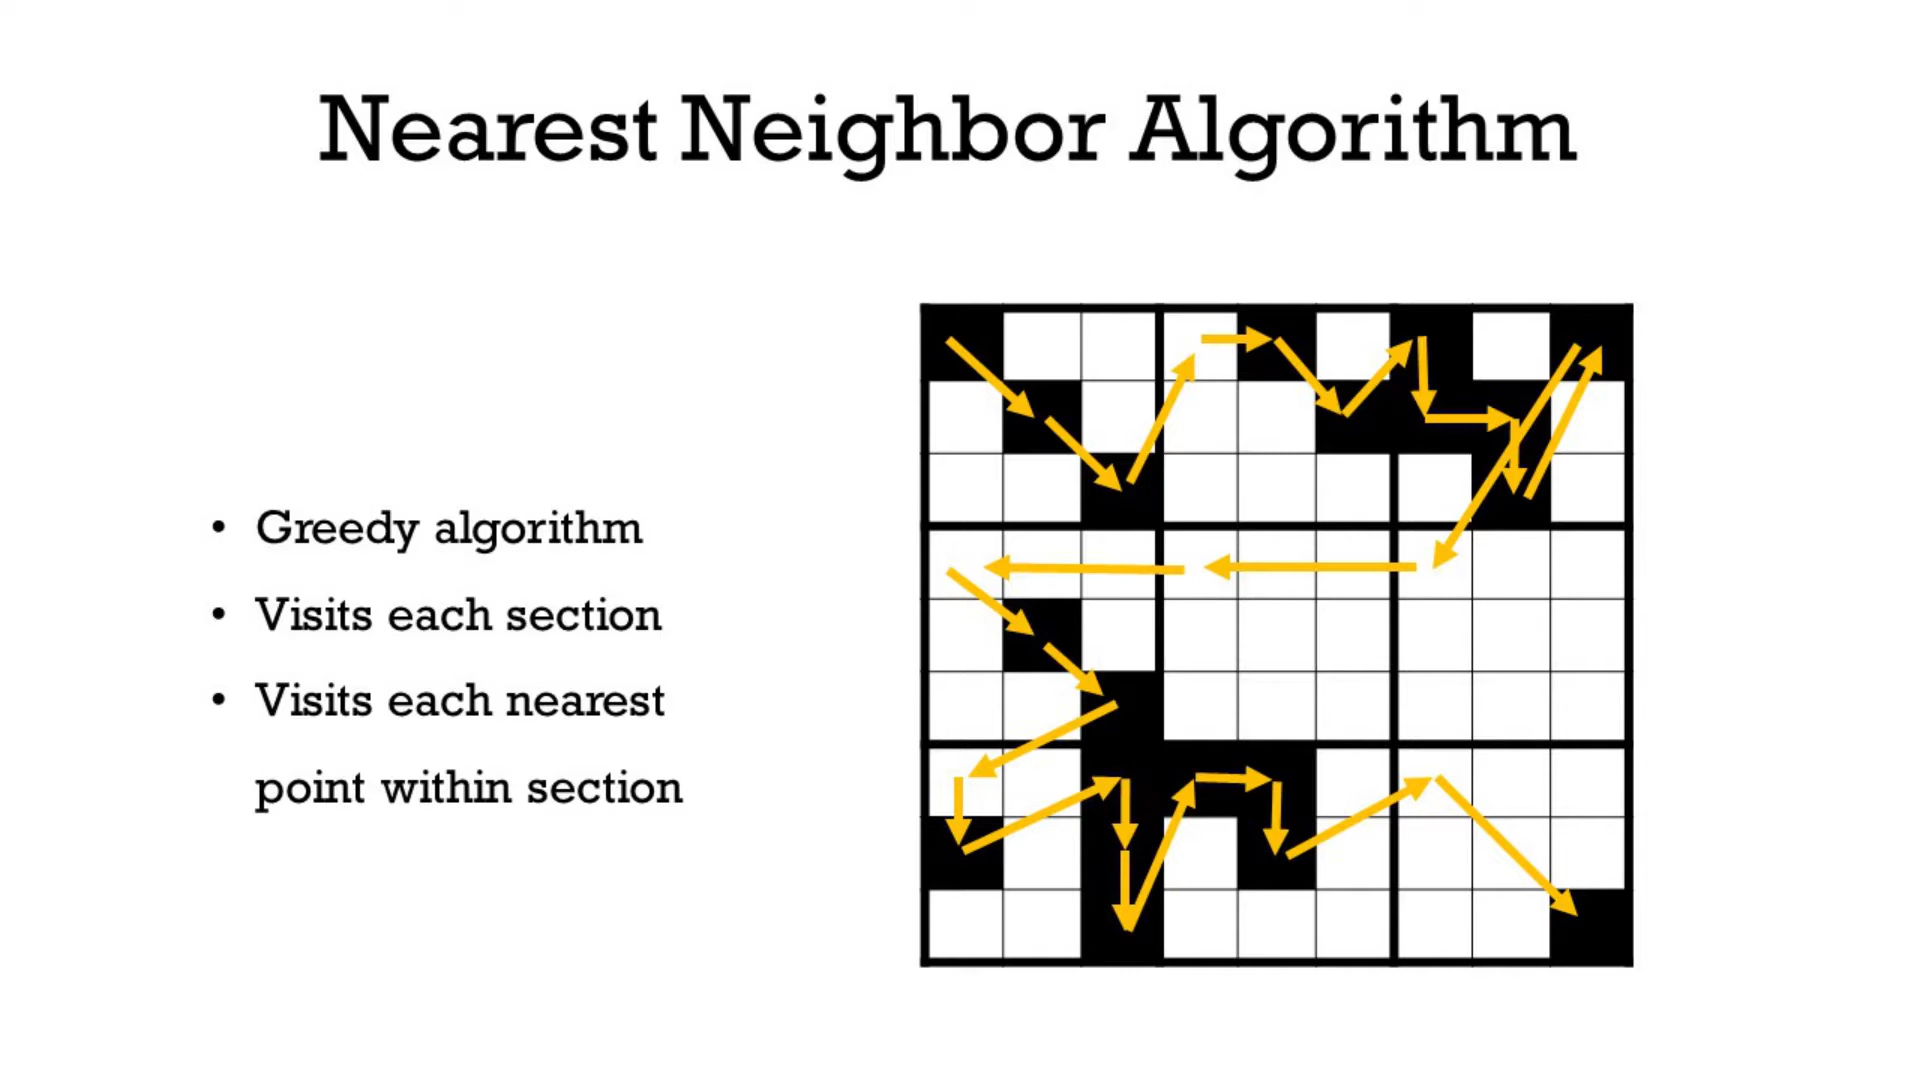 Nearest Neighbor Algorithm
• Greedy algorithm
• Visits each section
• Visits each nearest
point within section